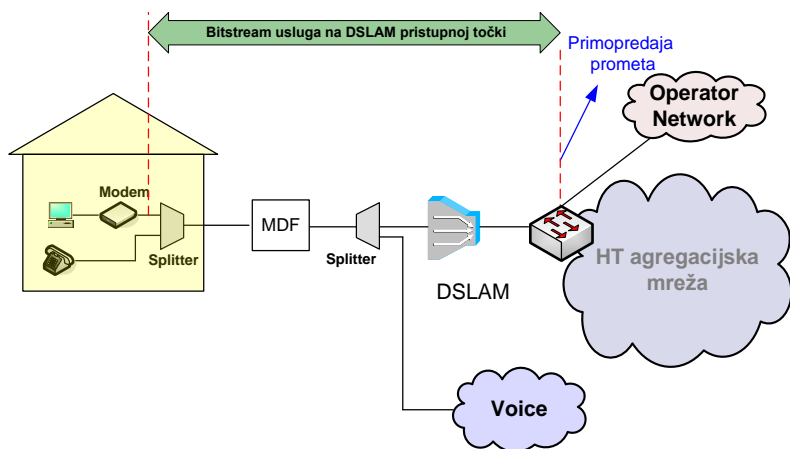 Bitstream usluga na DSLAM pristupnoj točki
Primopredaja
prometa
Operator
Network
Modem
MDF
Splitter
Splitter
DSLAM
HT agregacijska
mreža
Voice